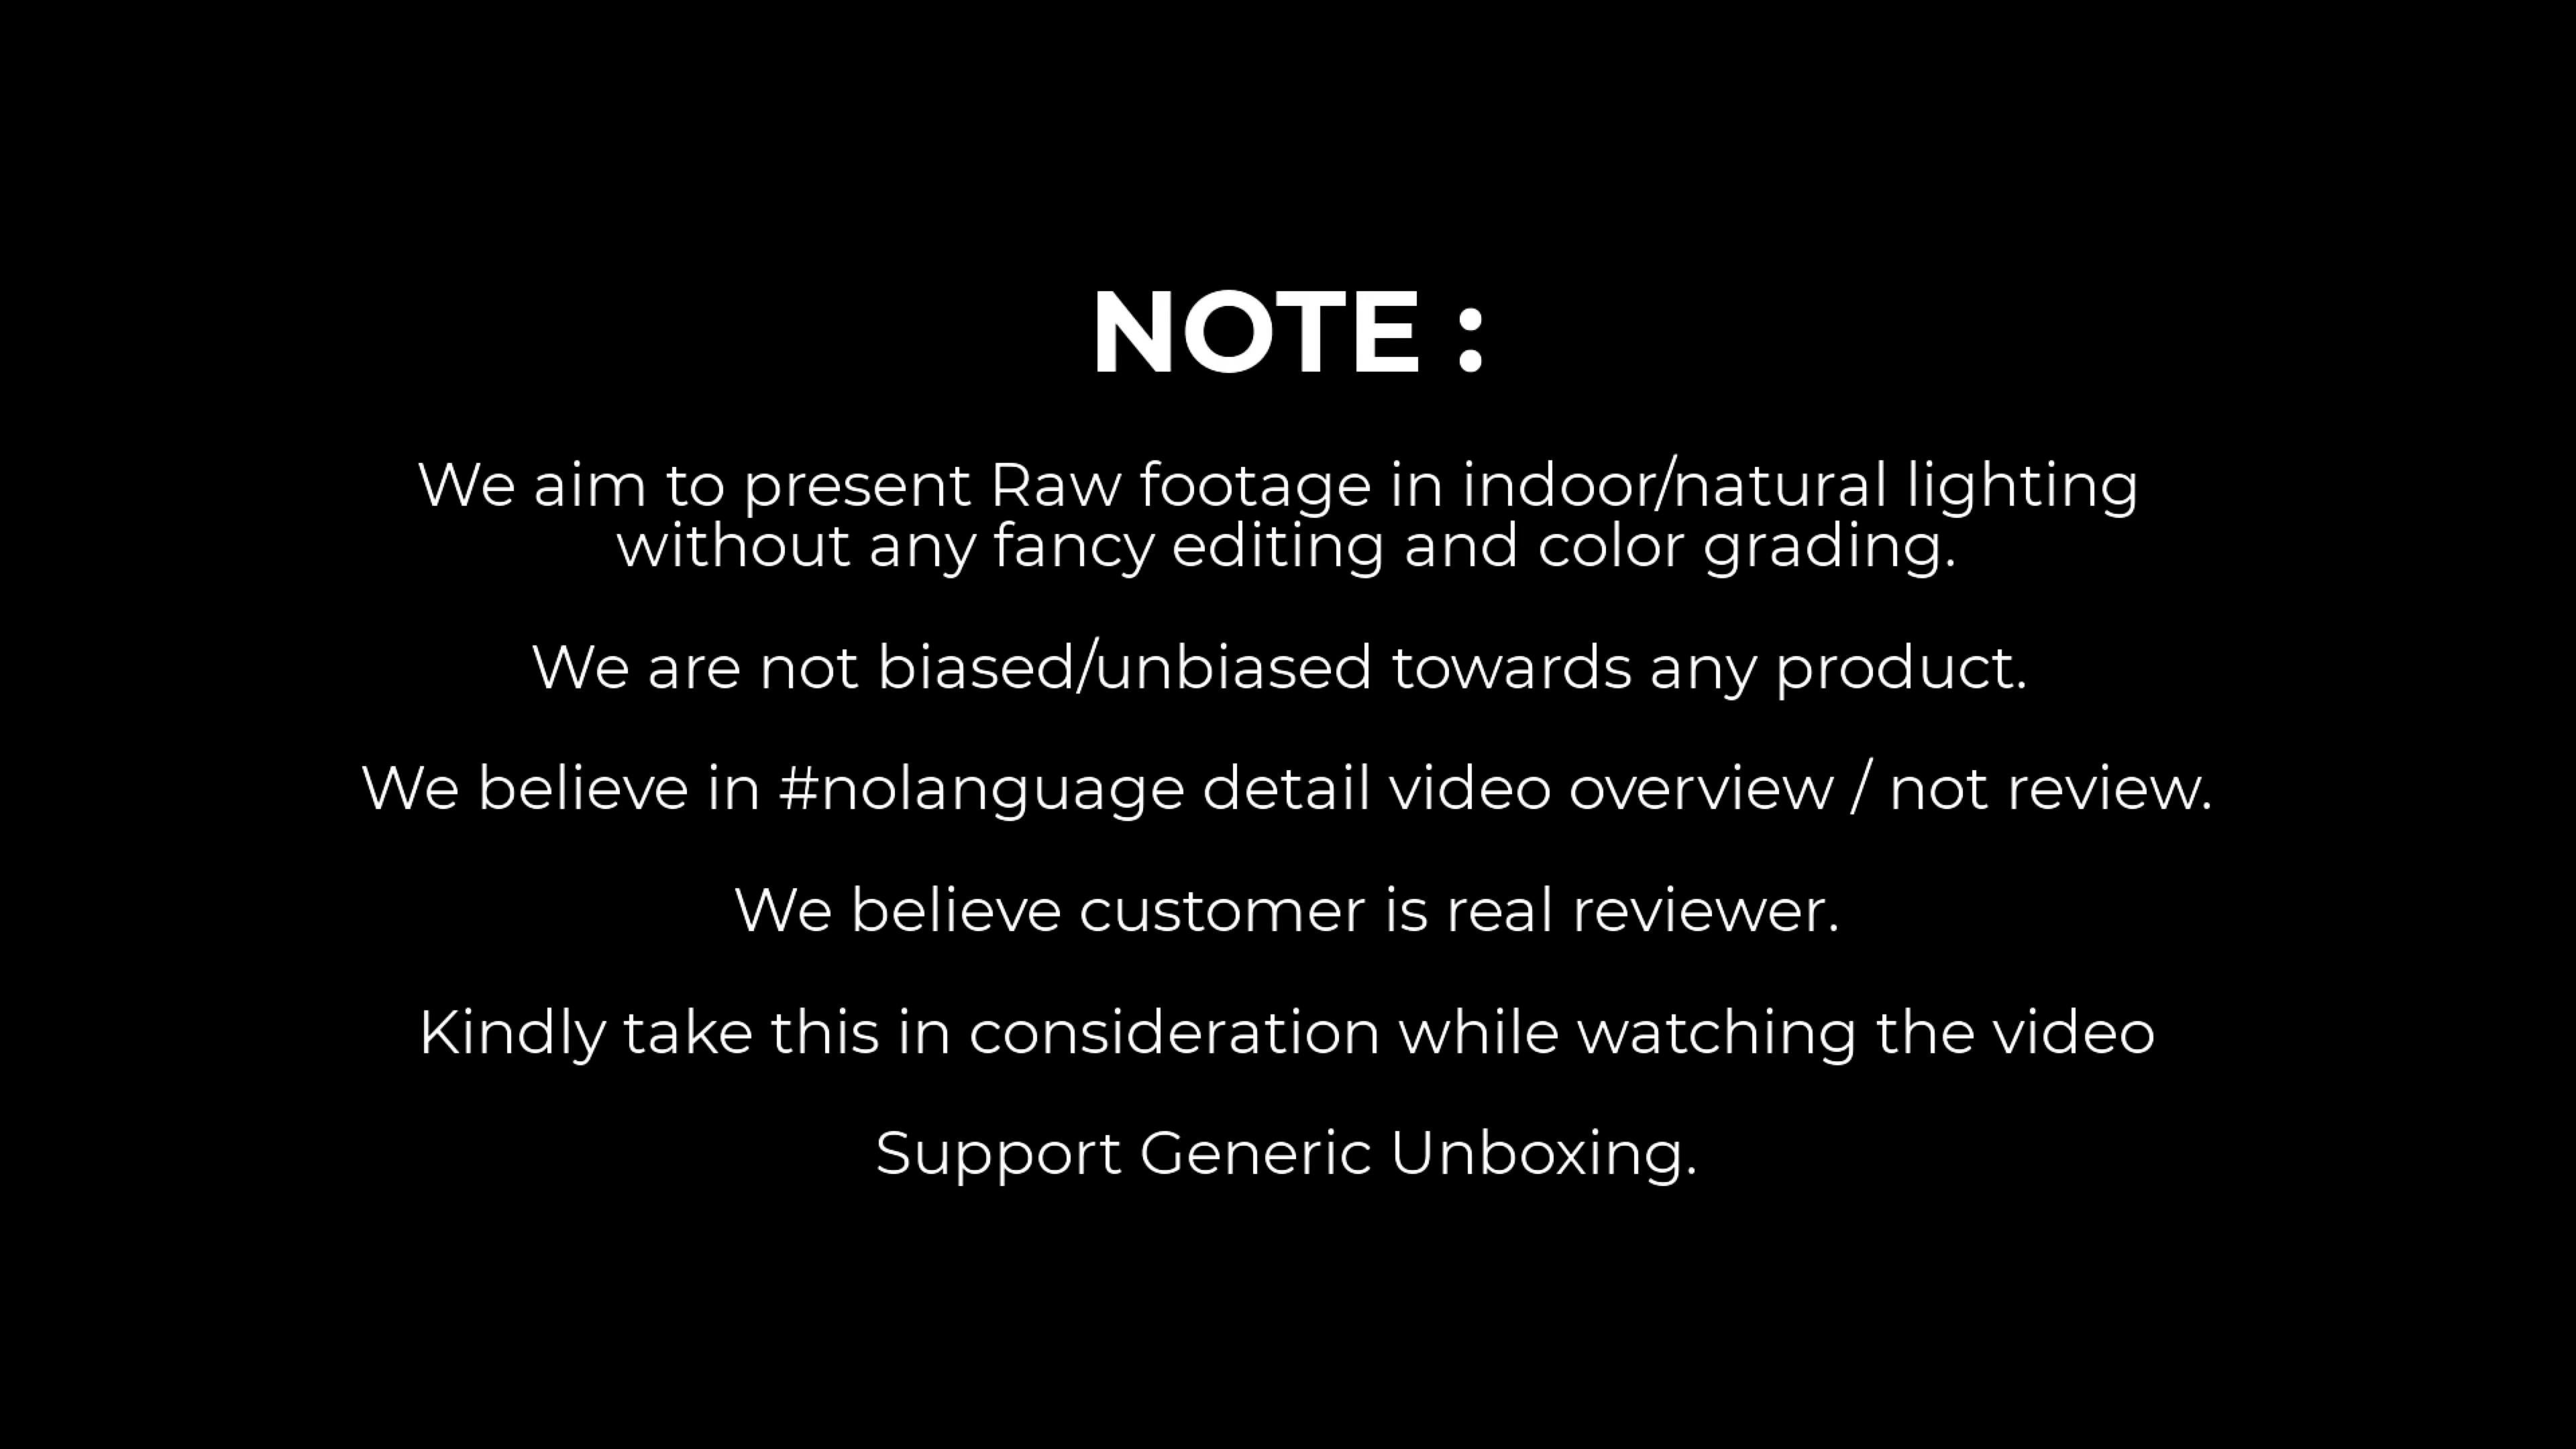 NOTE :
We aim to present Raw footage in indoor/natural lighting
without any fancy editing and color grading.
We are not biased/unbiased towards any product.
We believe in #nolanguage detail video overview / not review.
We believe customer is real reviewer.
Kindly take this in consideration while watching the video
Support Generic Unboxing.